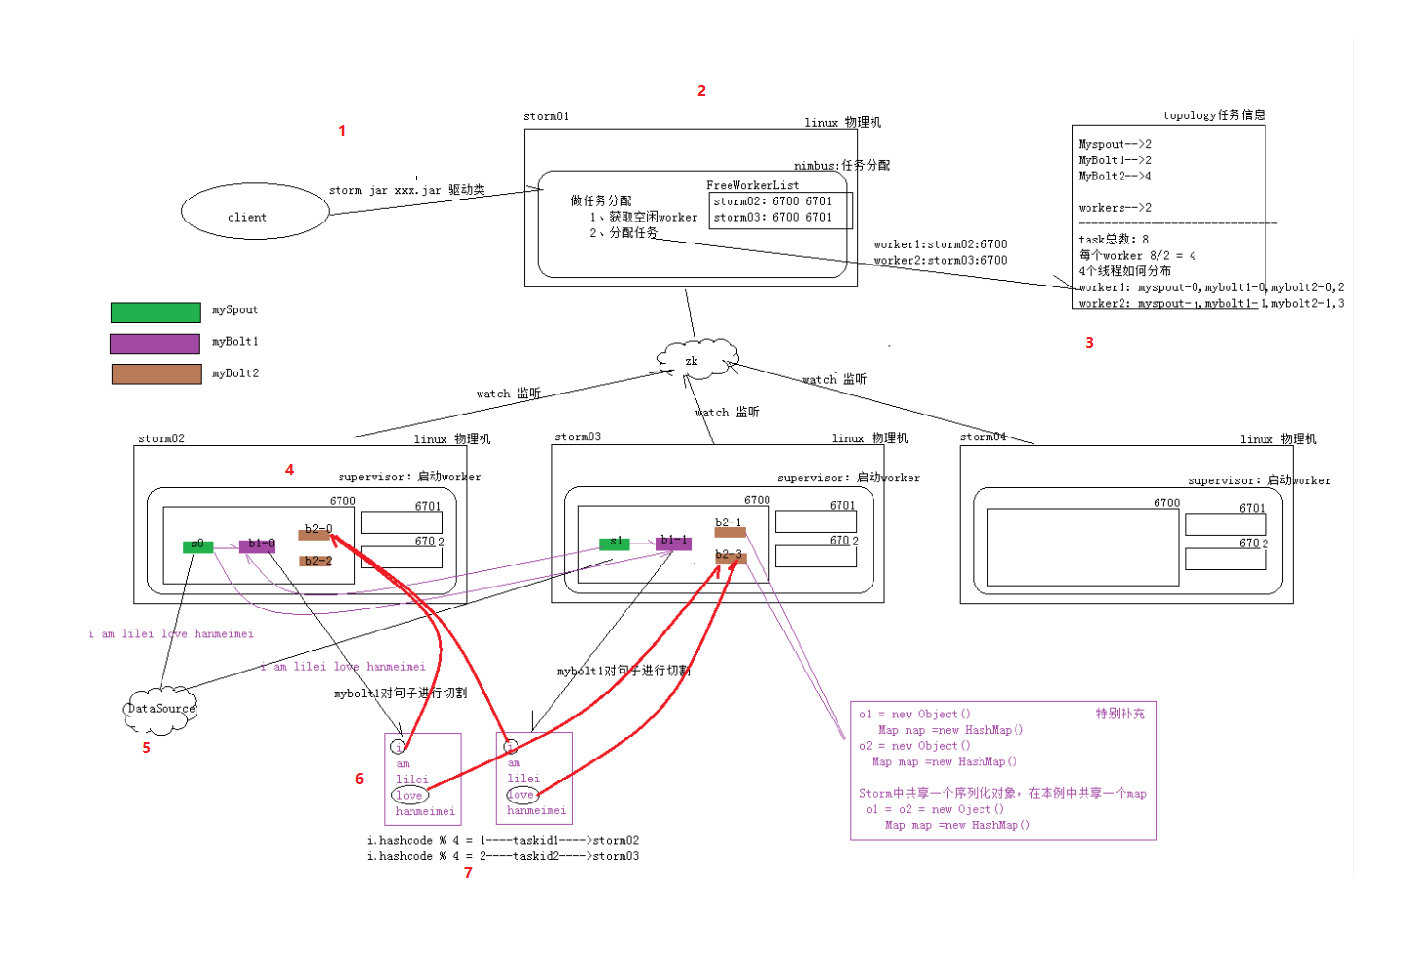 1
storm jar xxx.jar 驱动类
client
2
storm01
linux 物理机
nimbus:任务分配
FreeWorkerList
storm02: 6700 6701
storm03: 6700 6701
做任务分配
1、获取空闲worker
2、分配任务
worker1:storm02:6700
worker2:storm03:6700
topology任务信息
Myspout-->2
MyBolt1-->2
MyBolt2-->4
workers-->2
--------------------------------
task总数: 8
每个worker 8/2 = 4
4个线程如何分布
worker1: myspout-0,mybolt1-0,mybolt2-0,2
worker2: myspout-1,mybolt1-1,mybolt2-1,3
3
mySpout
myBolt1
myBolt2
zk
watch 监听
watch 监听
watch 监听
storm02
linux 物理机
4
supervisor: 启动worker
6700
6701
6702
s0
b1-0
b2-0
b2-2
storm03
linux 物理机
supervisor: 启动worker
6700
6701
6702
s1
b1-1
b2-1
b2-3
storm04
linux 物理机
supervisor: 启动worker
6700
6701
6702
i am lilei love hanmeimei
i am lilei love hanmeimei
mybolt1对句子进行切割
mybolt1对句子进行切割
DataSource
5
6
i
am
lilei
love
hanmeimei
i
am
lilei
love
hanmeimei
i.hashcode % 4 = 1----taskid1---->storm02
i.hashcode % 4 = 2----taskid2---->storm03
7
o1 = new Object()
特别补充
Map map =new HashMap()
o2 = new Object()
Map map =new HashMap()
Storm中共享一个序列化对象，在本例中共享一个map
o1 = o2 = new Oject()
Map map =new HashMap()